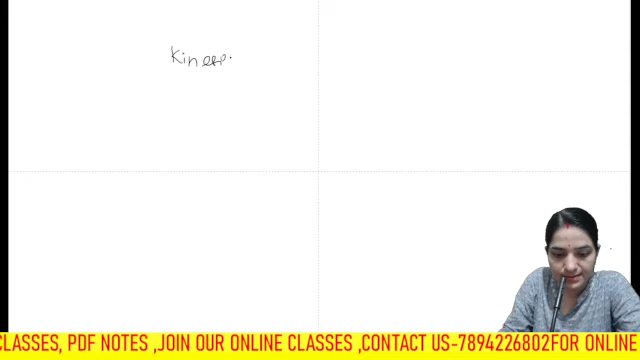 CLASSES, PDF NOTES ,JOIN OUR ONLINE CLASSES ,CONTACT US-7894226802FOR ONLINE